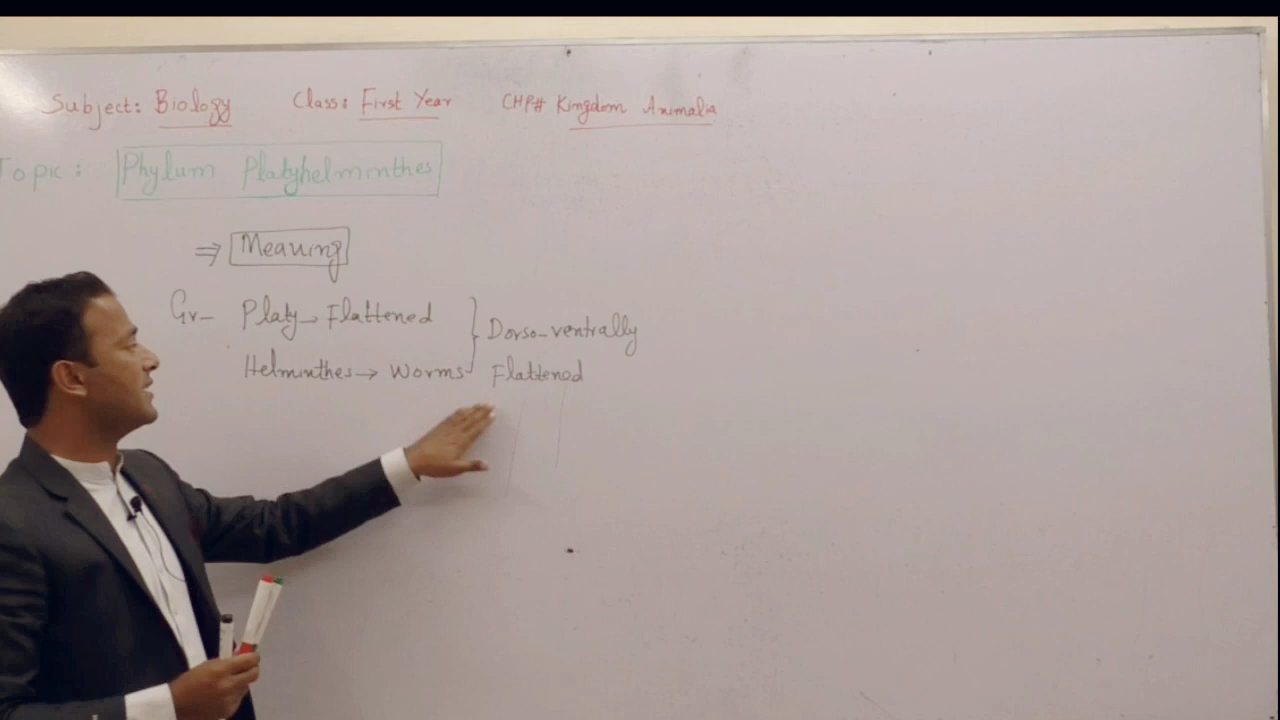 Subject: Biology Class: First Year CHP# Kingdom Animalia
Topic: Phylum Platyhelminthes
⇒ Meaning
Gr- Platy → Flattened } Dorso-ventrally
Helminthes → Worms Flattened